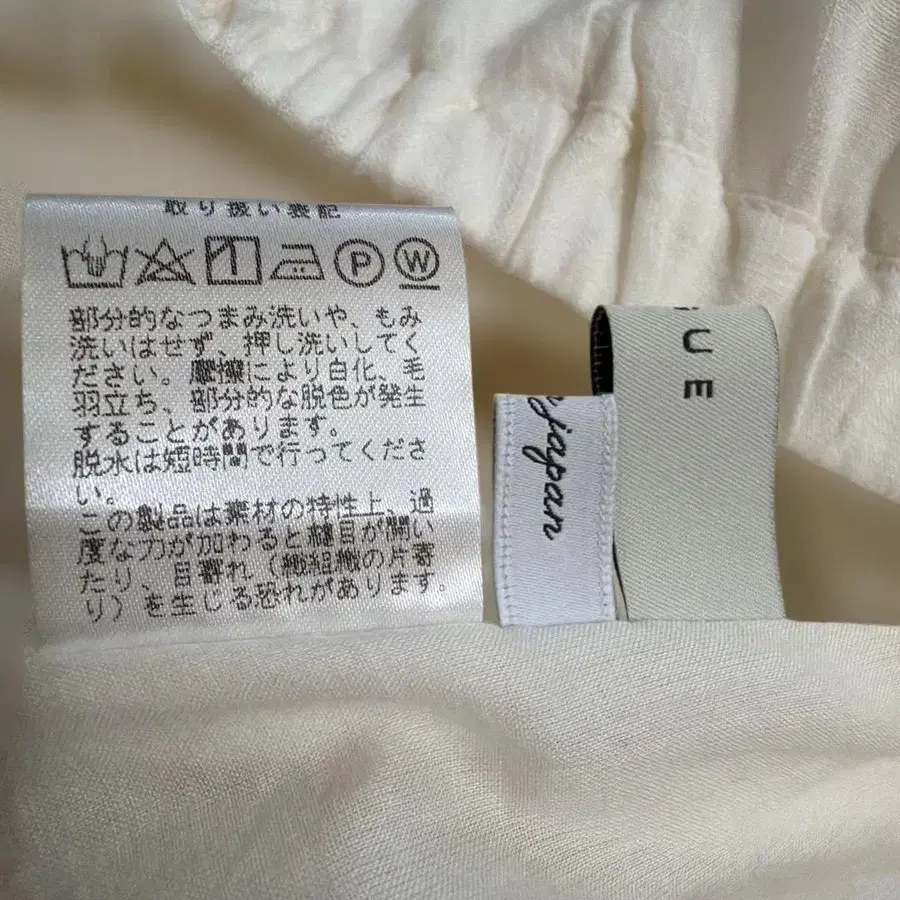 取り扱い表記
P W
部分的なつまみ洗いや、もみ
洗いはせず、押し洗いしてく
ださい。摩擦により白化、毛
羽立ち、部分的な脱色が発生
することがあります。
脱水は短時間で行ってくださ
い。
この製品は素材の特性上、過
度な力が加わると縫目が開い
たり、目寄れ（織組織の片寄
り）を生じる恐れがあります。
japan
UE